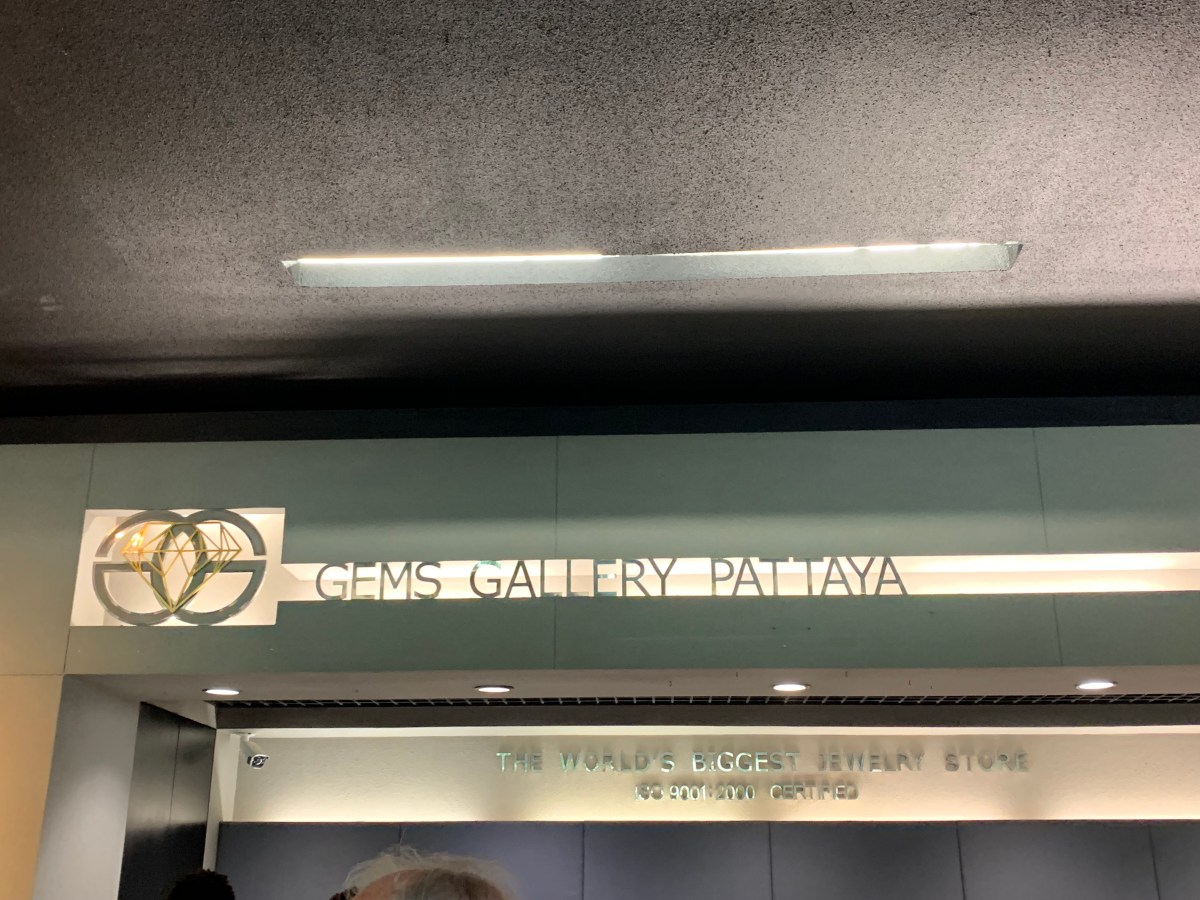 GEMS GALLERY PATTAYA
THE WORLD'S BIGGEST JEWELRY STORE
ISO 9001:2000 CERTIFIED